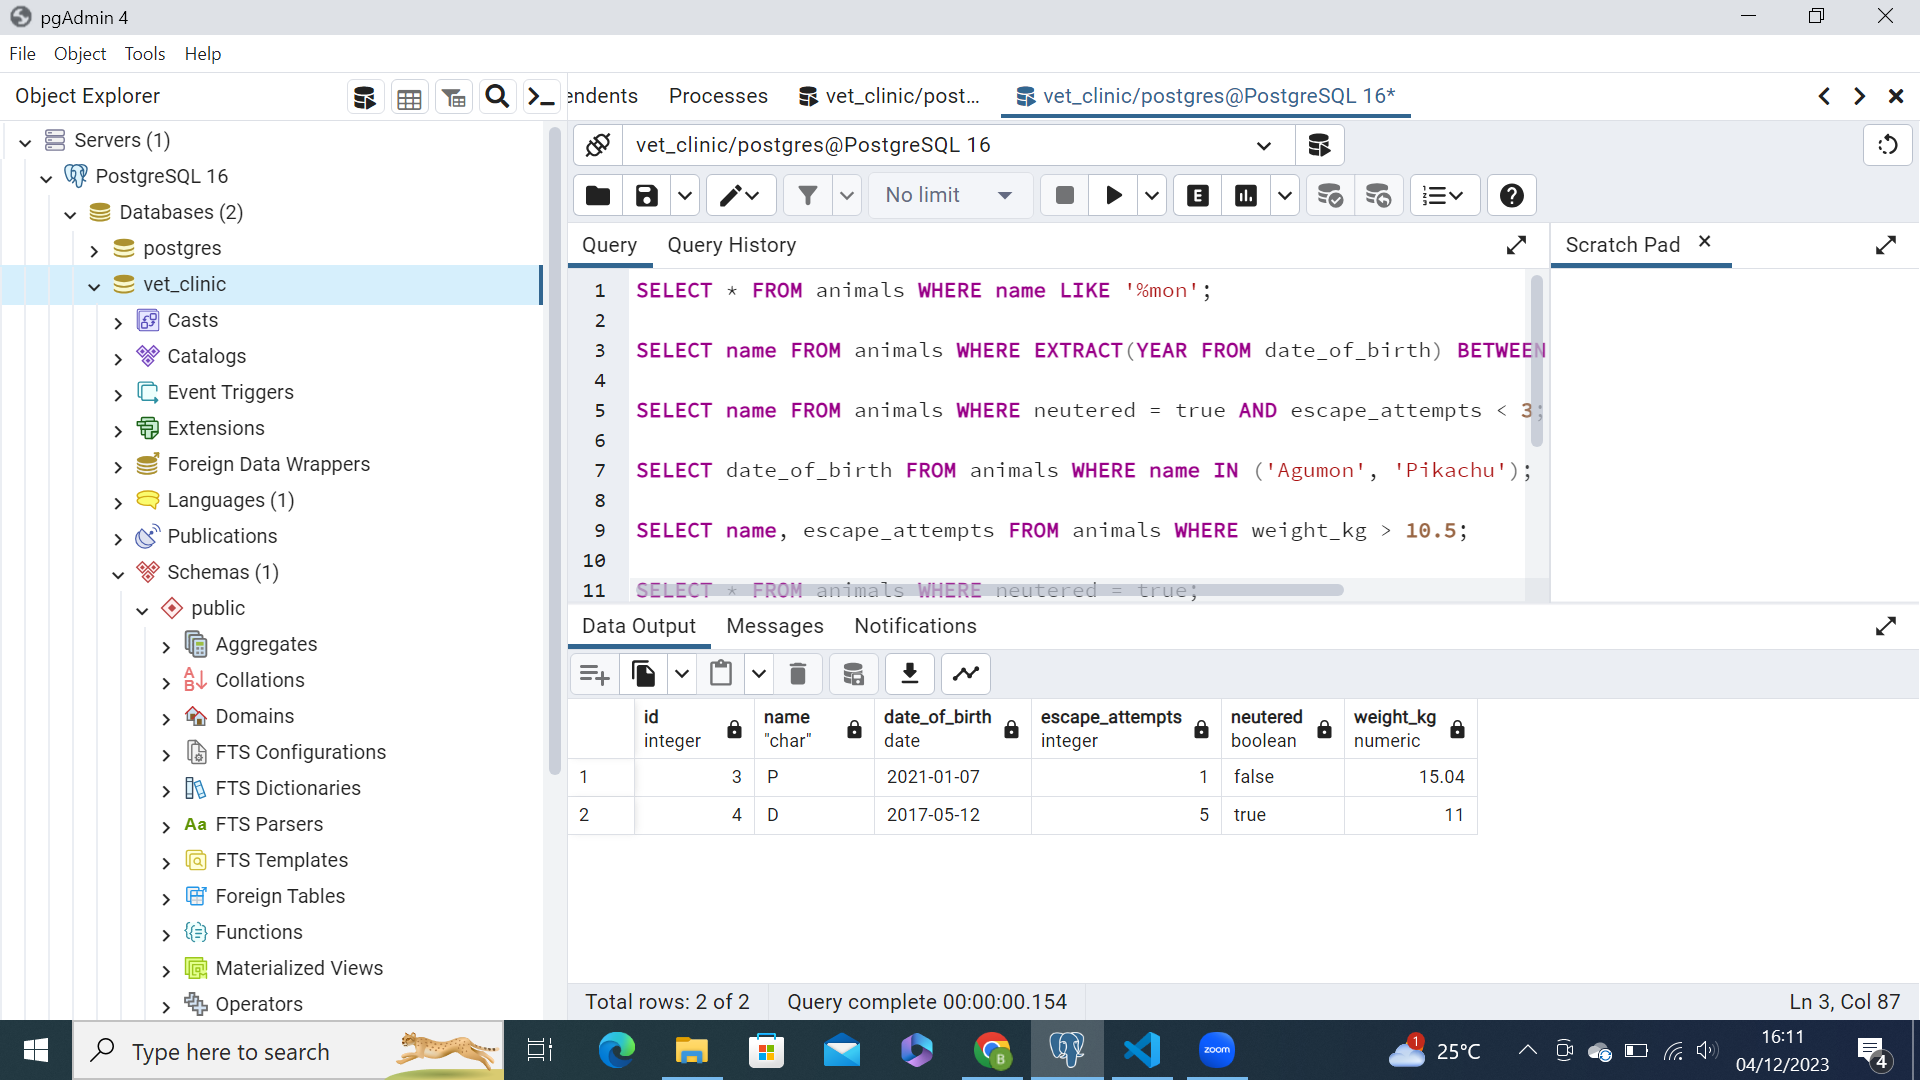 pgAdmin 4
File Object Tools Help
Object Explorer
endents Processes vet_clinic/post... vet_clinic/postgres@PostgreSQL 16*
Servers (1)
PostgreSQL 16
Databases (2)
postgres
vet_clinic
Casts
Catalogs
Event Triggers
Extensions
Foreign Data Wrappers
Languages (1)
Publications
Schemas (1)
public
Aggregates
Collations
Domains
FTS Configurations
FTS Dictionaries
FTS Parsers
FTS Templates
Foreign Tables
Functions
Materialized Views
Operators
vet_clinic/postgres@PostgreSQL 16
No limit
Query Query History
Scratch Pad
1 SELECT * FROM animals WHERE name LIKE '%mon';
2
3 SELECT name FROM animals WHERE EXTRACT(YEAR FROM date_of_birth) BETWEEN
4
5 SELECT name FROM animals WHERE neutered = true AND escape_attempts < 3;
6
7 SELECT date_of_birth FROM animals WHERE name IN ('Agumon', 'Pikachu');
8
9 SELECT name, escape_attempts FROM animals WHERE weight_kg > 10.5;
10
11 SELECT * FROM animals WHERE neutered = true;
Data Output Messages Notifications
id name date_of_birth escape_attempts neutered weight_kg
integer "char" date integer boolean numeric
1 3 P 2021-01-07 1 false 15.04
2 4 D 2017-05-12 5 true 11
Total rows: 2 of 2 Query complete 00:00:00.154 Ln 3, Col 87
Type here to search
zoom
1
25°C
16:11
04/12/2023
4